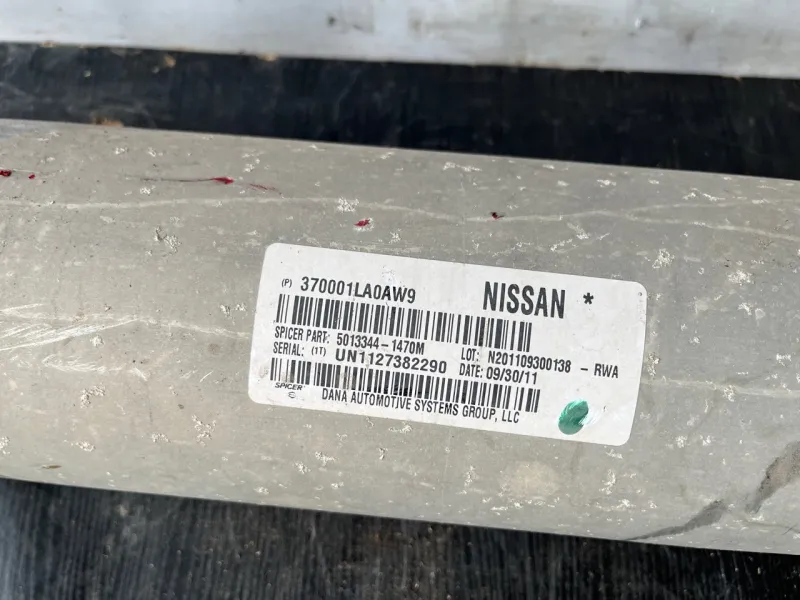 (P) 370001LA0AW9 NISSAN *
SPICER PART: 5013344-1470M LOT: N201109300138 - RWA
SERIAL: (1T) UN1127382290 DATE: 09/30/11
SPICER
DANA AUTOMOTIVE SYSTEMS GROUP, LLC